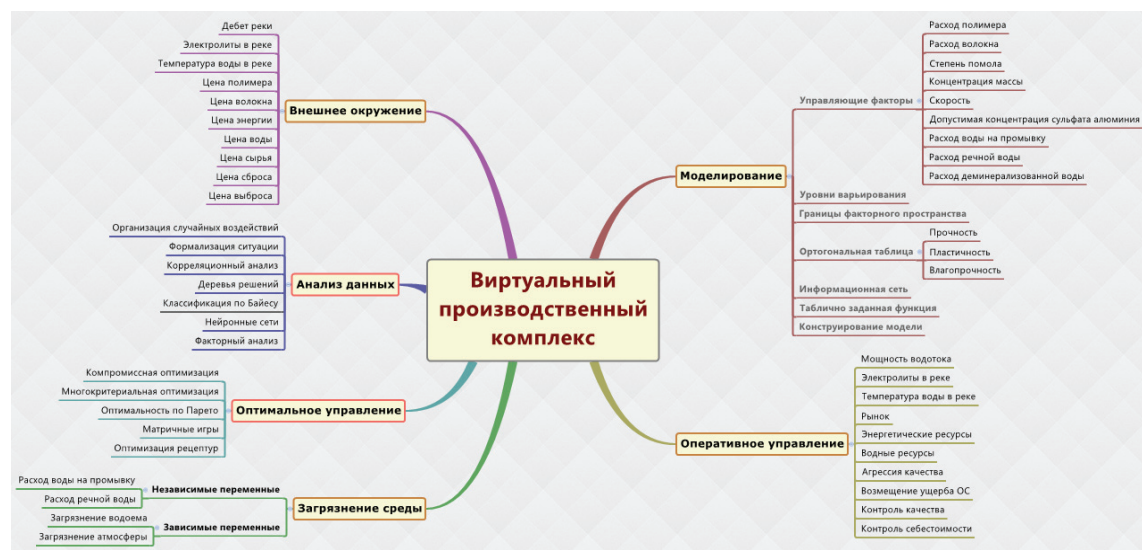 Виртуальный
производственный
комплекс
Внешнее окружение
Дебет реки
Электролиты в реке
Температура воды в реке
Цена полимера
Цена волокна
Цена энергии
Цена воды
Цена сырья
Цена сброса
Цена выброса
Анализ данных
Организация случайных воздействий
Формализация ситуации
Корреляционный анализ
Деревья решений
Классификация по Байесу
Нейронные сети
Факторный анализ
Оптимальное управление
Компромиссная оптимизация
Многокритериальная оптимизация
Оптимальность по Парето
Матричные игры
Оптимизация рецептур
Загрязнение среды
Независимые переменные
Расход воды на промывку
Расход речной воды
Зависимые переменные
Загрязнение водоема
Загрязнение атмосферы
Моделирование
Управляющие факторы
Расход полимера
Расход волокна
Степень помола
Концентрация массы
Скорость
Допустимая концентрация сульфата алюминия
Расход воды на промывку
Расход речной воды
Расход деминерализованной воды
Уровни варьирования
Границы факторного пространства
Ортогональная таблица
Прочность
Пластичность
Влагопрочность
Информационная сеть
Таблично заданная функция
Конструирование модели
Оперативное управление
Мощность водотока
Электролиты в реке
Температура воды в реке
Рынок
Энергетические ресурсы
Водные ресурсы
Агрессия качества
Возмещение ущерба ОС
Контроль качества
Контроль себестоимости